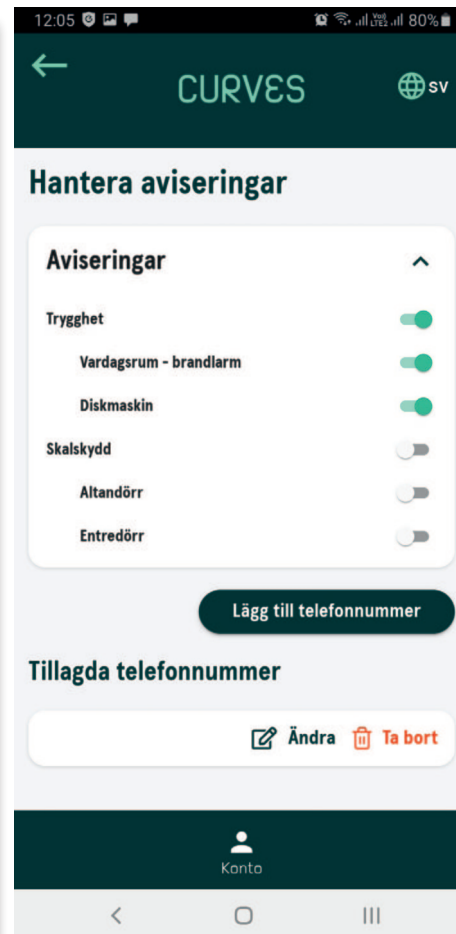 12:05 80%
CURVES sv
Hantera aviseringar
Aviseringar
Trygghet
Vardagsrum - brandlarm
Diskmaskin
Skalskydd
Altandörr
Entredörr
Lägg till telefonnummer
Tillagda telefonnummer
Ändra Ta bort
Konto